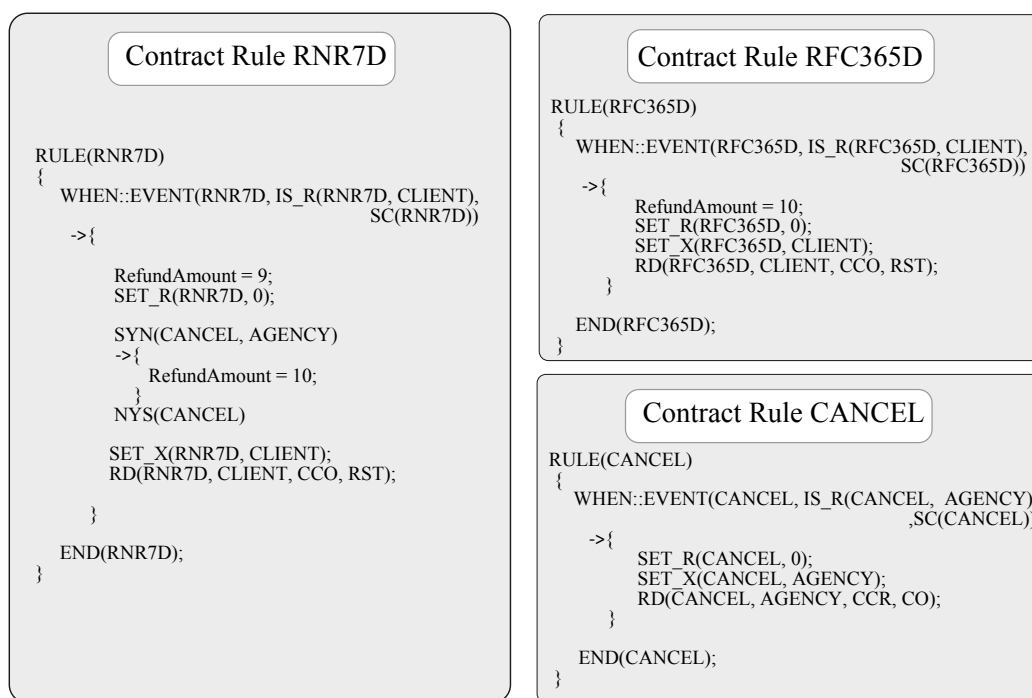 Contract Rule RNR7D
RULE(RNR7D)
{
WHEN::EVENT(RNR7D, IS_R(RNR7D, CLIENT),
SC(RNR7D))
->{
RefundAmount = 9;
SET_R(RNR7D, 0);
SYN(CANCEL, AGENCY)
->{
RefundAmount = 10;
}
NYS(CANCEL)
SET_X(RNR7D, CLIENT);
RD(RNR7D, CLIENT, CCO, RST);
}
END(RNR7D);
}
Contract Rule RFC365D
RULE(RFC365D)
{
WHEN::EVENT(RFC365D, IS_R(RFC365D, CLIENT),
SC(RFC365D))
->{
RefundAmount = 10;
SET_R(RFC365D, 0);
SET_X(RFC365D, CLIENT);
RD(RFC365D, CLIENT, CCO, RST);
}
END(RFC365D);
}
Contract Rule CANCEL
RULE(CANCEL)
{
WHEN::EVENT(CANCEL, IS_R(CANCEL, AGENCY)
,SC(CANCEL))
->{
SET_R(CANCEL, 0);
SET_X(CANCEL, AGENCY);
RD(CANCEL, AGENCY, CCR, CO);
}
END(CANCEL);
}